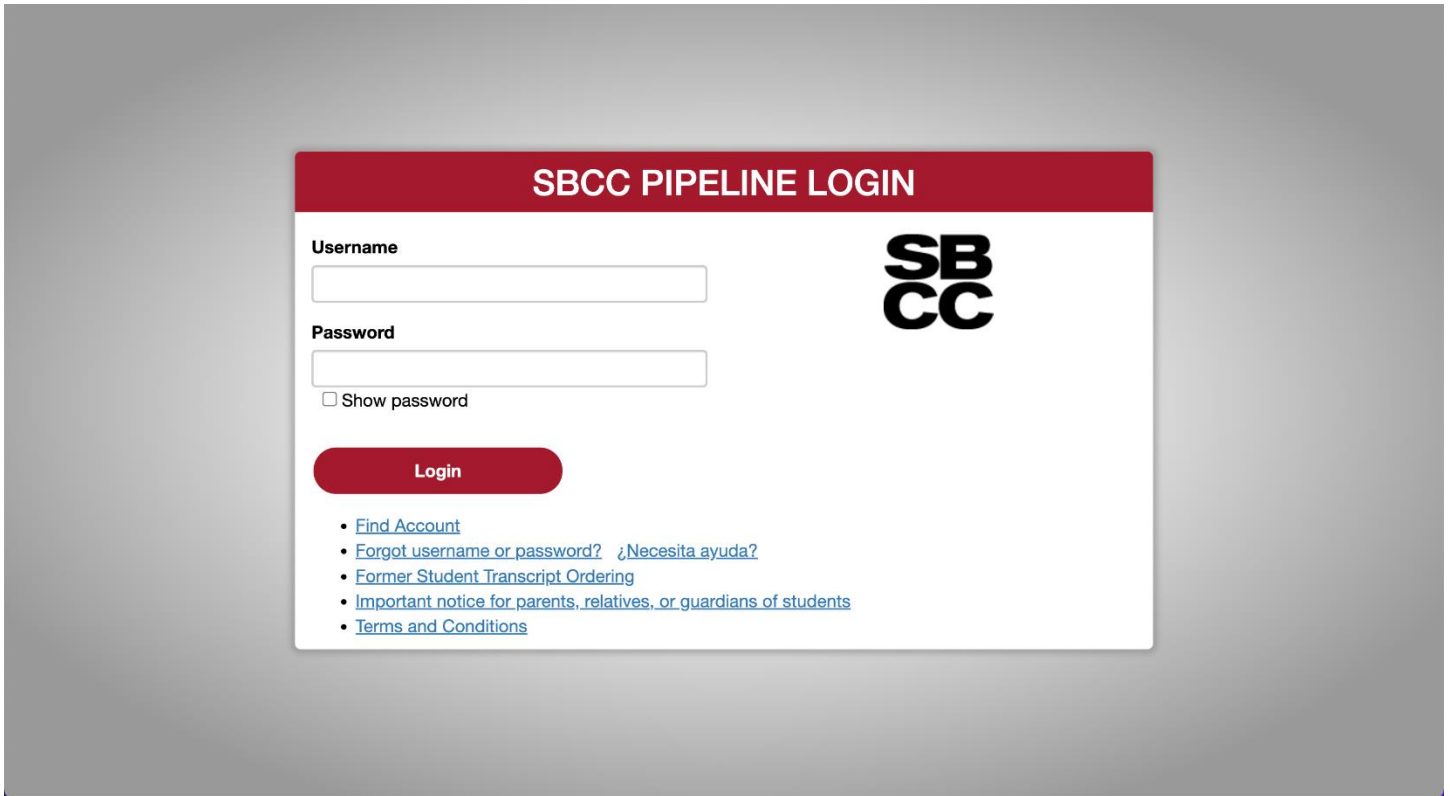 SBCC PIPELINE LOGIN
Username
SB
CC
Password
Show password
Login
Find Account
Forgot username or password? ¿Necesita ayuda?
Former Student Transcript Ordering
Important notice for parents, relatives, or guardians of students
Terms and Conditions